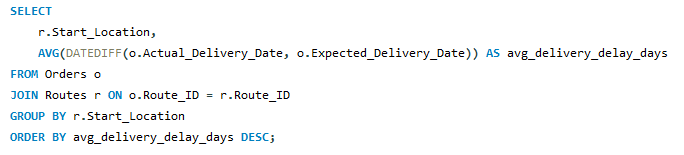 SELECT
    r.Start_Location,
    AVG(DATEDIFF(o.Actual_Delivery_Date, o.Expected_Delivery_Date)) AS avg_delivery_delay_days
FROM Orders o
JOIN Routes r ON o.Route_ID = r.Route_ID
GROUP BY r.Start_Location
ORDER BY avg_delivery_delay_days DESC;